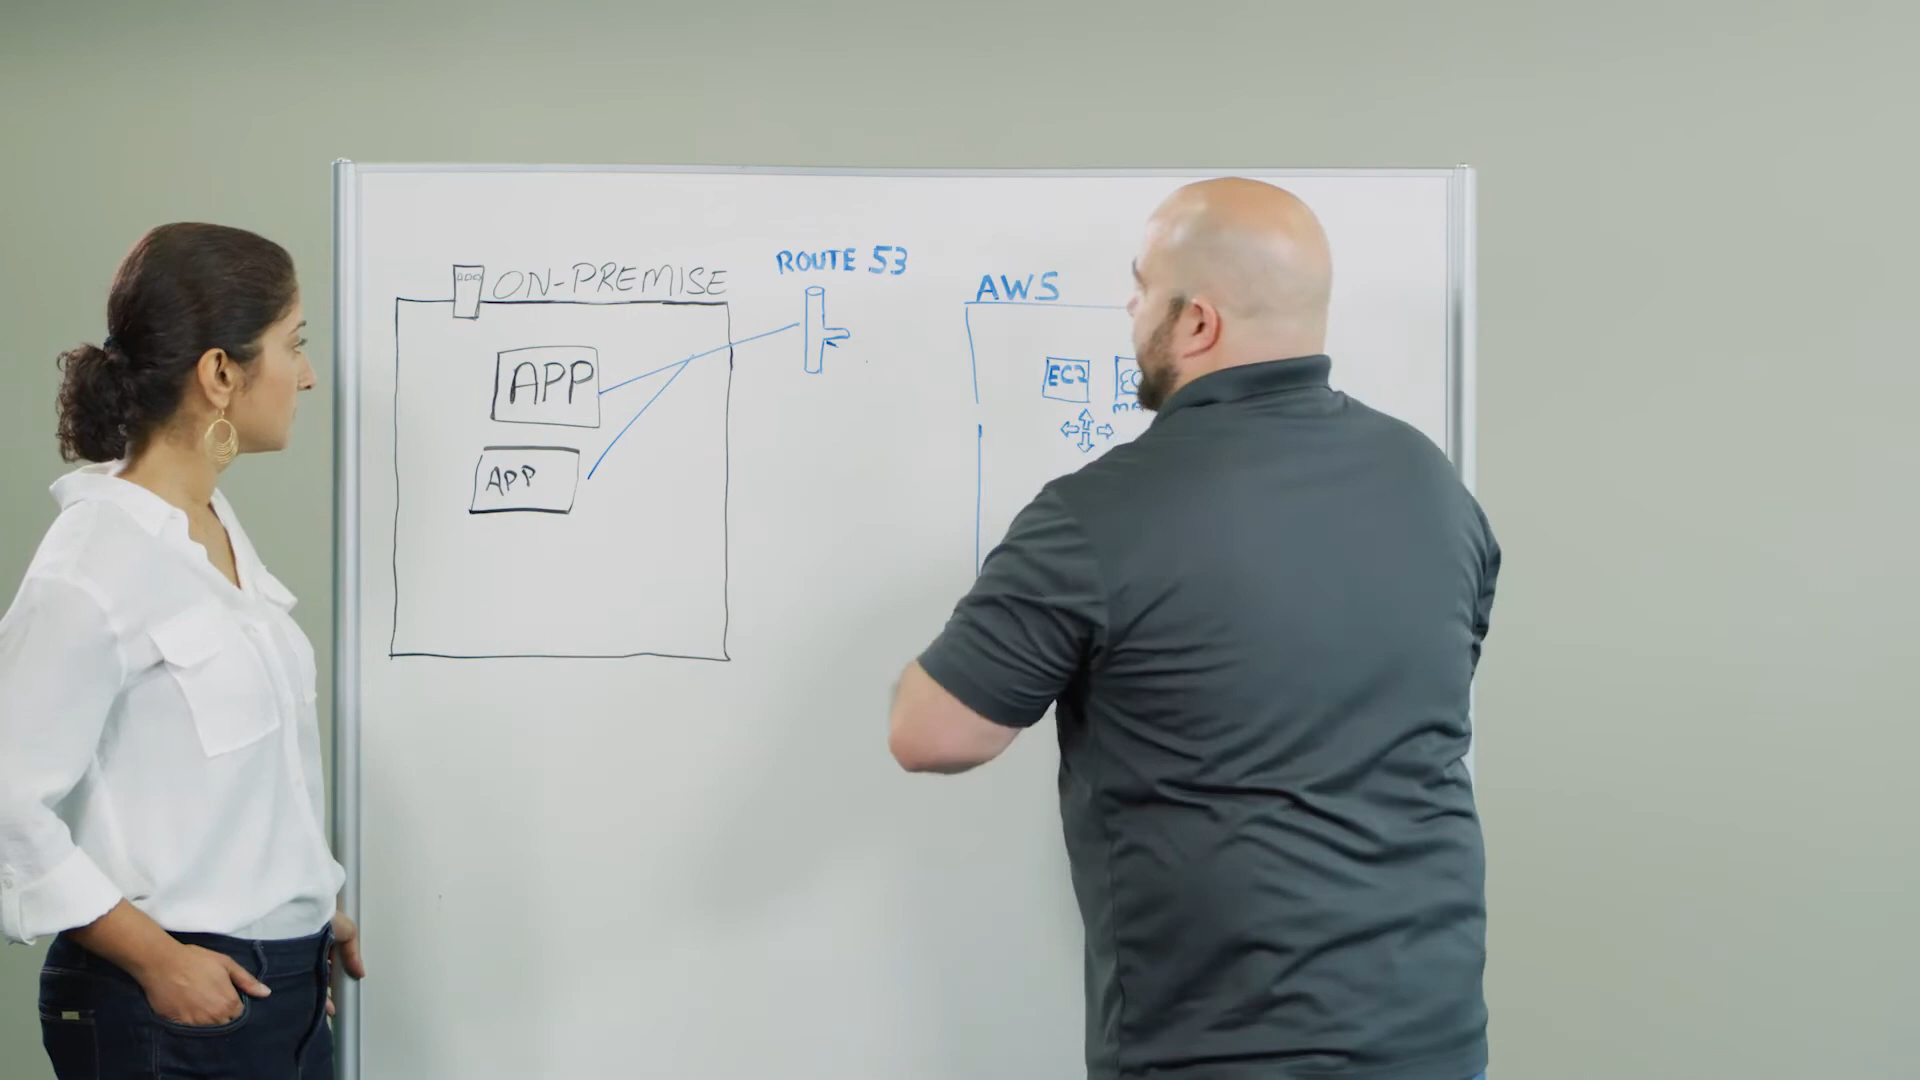 ON-PREMISE
APP
APP
ROUTE 53
AWS
EC2